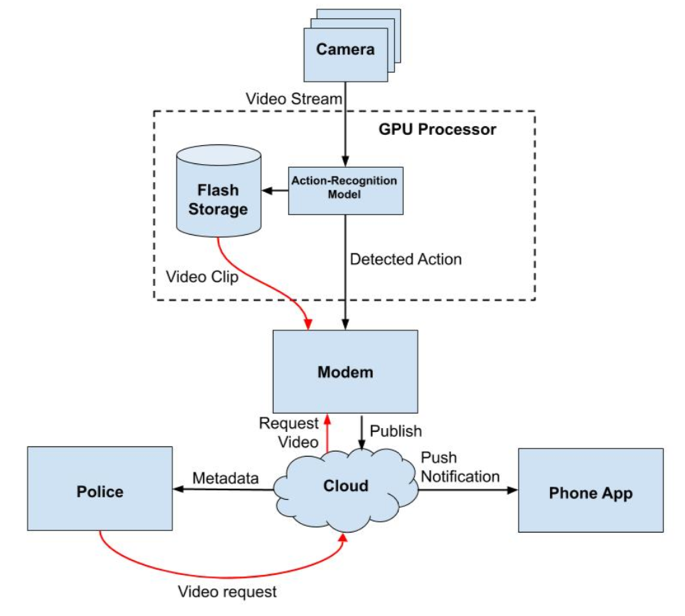 Camera
Video Stream
GPU Processor
Action-Recognition
Model
Flash
Storage
Detected Action
Video Clip
Modem
Request
Video
Publish
Push
Notification
Metadata
Cloud
Police
Phone App
Video request